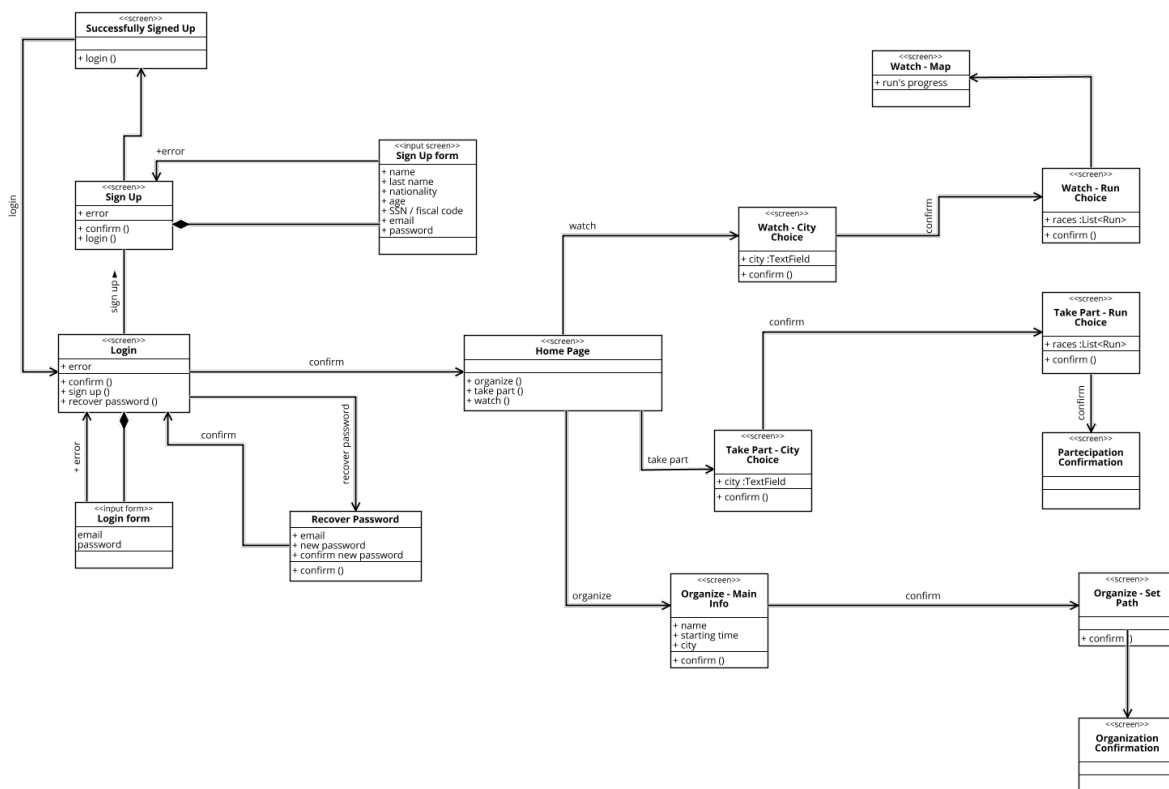 <<screen>>
Successfully Signed Up
+ login ()
login
<<screen>>
Sign Up
+ error
+ confirm ()
+ login ()
+error
<<input screen>>
Sign Up form
+ name
+ last name
+ nationality
+ age
+ SSN / fiscal code
+ email
+ password
sign up ►
<<screen>>
Login
+ error
+ confirm ()
+ sign up ()
+ recover password ()
+ error
<<input form>>
Login form
email
password
confirm
recover password
Recover Password
+ email
+ new password
+ confirm new password
+ confirm ()
confirm
<<screen>>
Home Page
+ organize ()
+ take part ()
+ watch ()
watch
<<screen>>
Watch - City
Choice
+ city :TextField
+ confirm ()
confirm
<<screen>>
Watch - Run
Choice
+ races :List<Run>
+ confirm ()
<<screen>>
Watch - Map
+ run's progress
take part
<<screen>>
Take Part - City
Choice
+ city :TextField
+ confirm ()
confirm
<<screen>>
Take Part - Run
Choice
+ races :List<Run>
+ confirm ()
confirm
<<screen>>
Partecipation
Confirmation
organize
<<screen>>
Organize - Main
Info
+ name
+ starting time
+ city
+ confirm ()
confirm
<<screen>>
Organize - Set
Path
+ confirm ()
<<screen>>
Organization
Confirmation